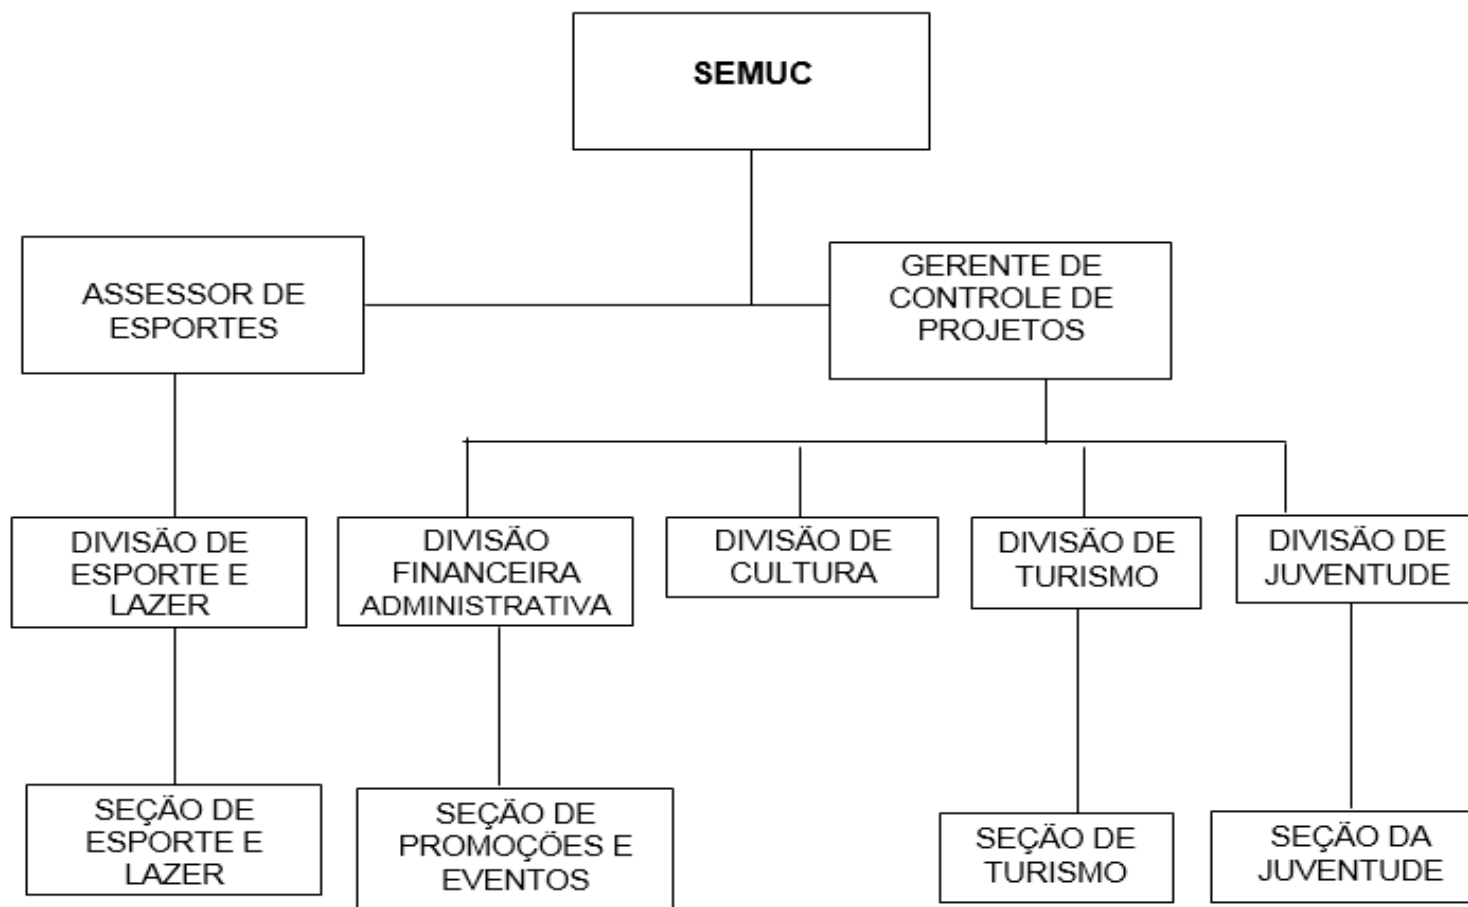 SEMUC
ASSESSOR DE
ESPORTES
GERENTE DE
CONTROLE DE
PROJETOS
DIVISÃO DE
ESPORTE E
LAZER
DIVISÃO
FINANCEIRA
ADMINISTRATIVA
DIVISÃO DE
CULTURA
DIVISÃO DE
TURISMO
DIVISÃO DE
JUVENTUDE
SEÇÃO DE
ESPORTE E
LAZER
SEÇÃO DE
PROMOÇÕES E
EVENTOS
SEÇÃO DE
TURISMO
SEÇÃO DA
JUVENTUDE